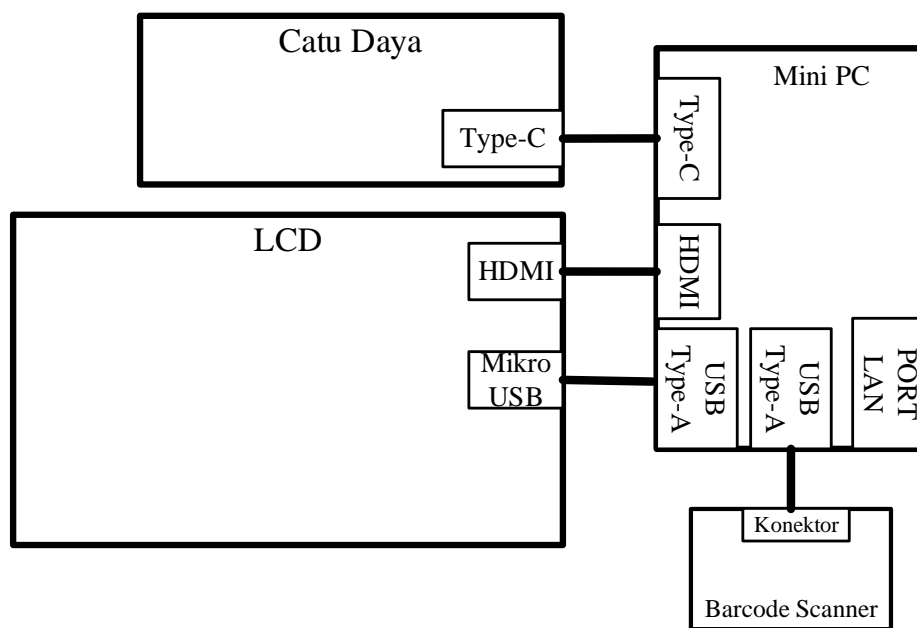 Catu Daya
Type-C
Mini PC
Type-C
LCD
HDMI
HDMI
Mikro
USB
USB
Type-A
USB
Type-A
PORT
LAN
Konektor
Barcode Scanner